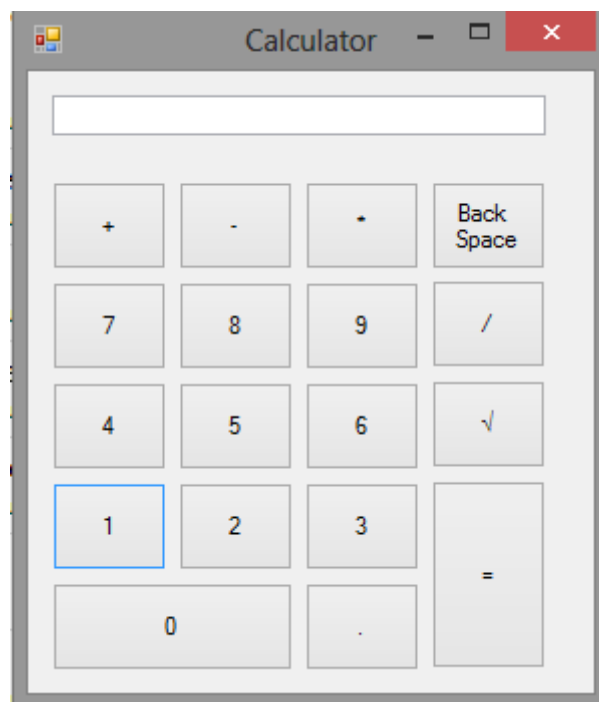 Calculator
+ - * Back
Space
7 8 9 /
4 5 6 √
1 2 3
=
0 .